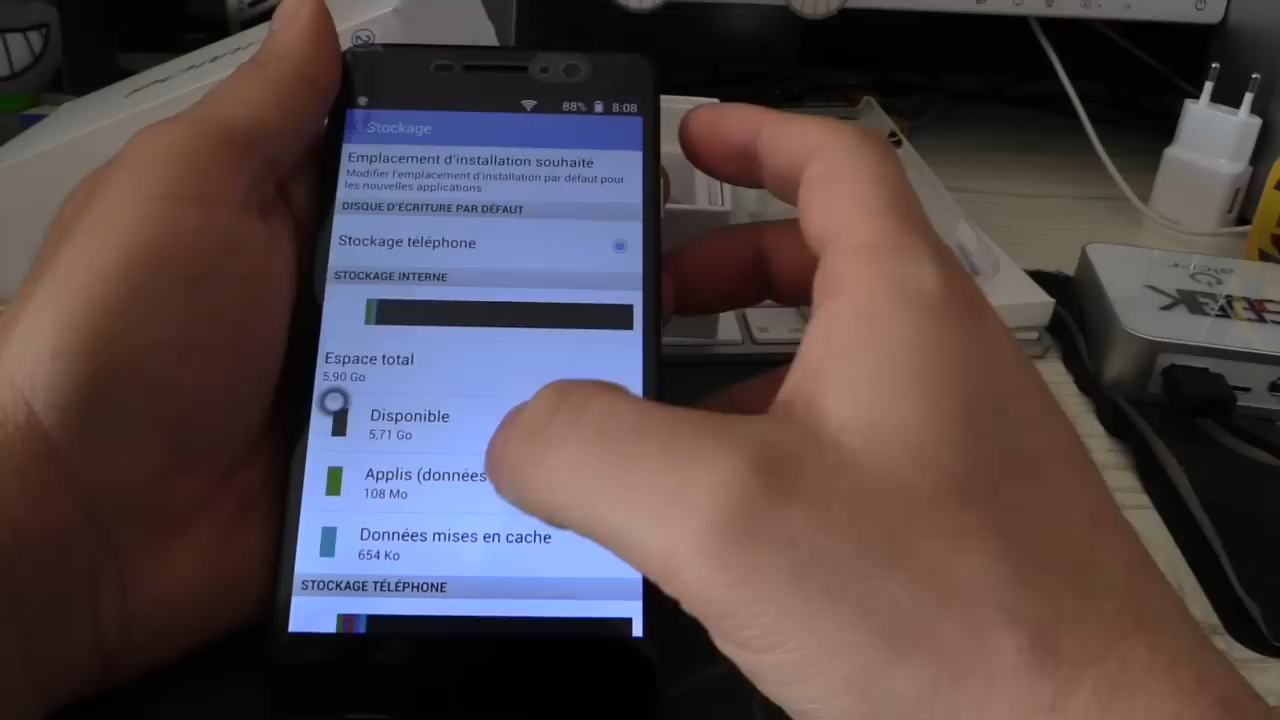 88% 8:08
Stockage
Emplacement d'installation souhaité
Modifier l'emplacement d'installation par défaut pour
les nouvelles applications
DISQUE D'ÉCRITURE PAR DÉFAUT
Stockage téléphone
STOCKAGE INTERNE
Espace total
5,90 Go
Disponible
5,71 Go
Applis (données
108 Mo
Données mises en cache
654 Ko
STOCKAGE TÉLÉPHONE